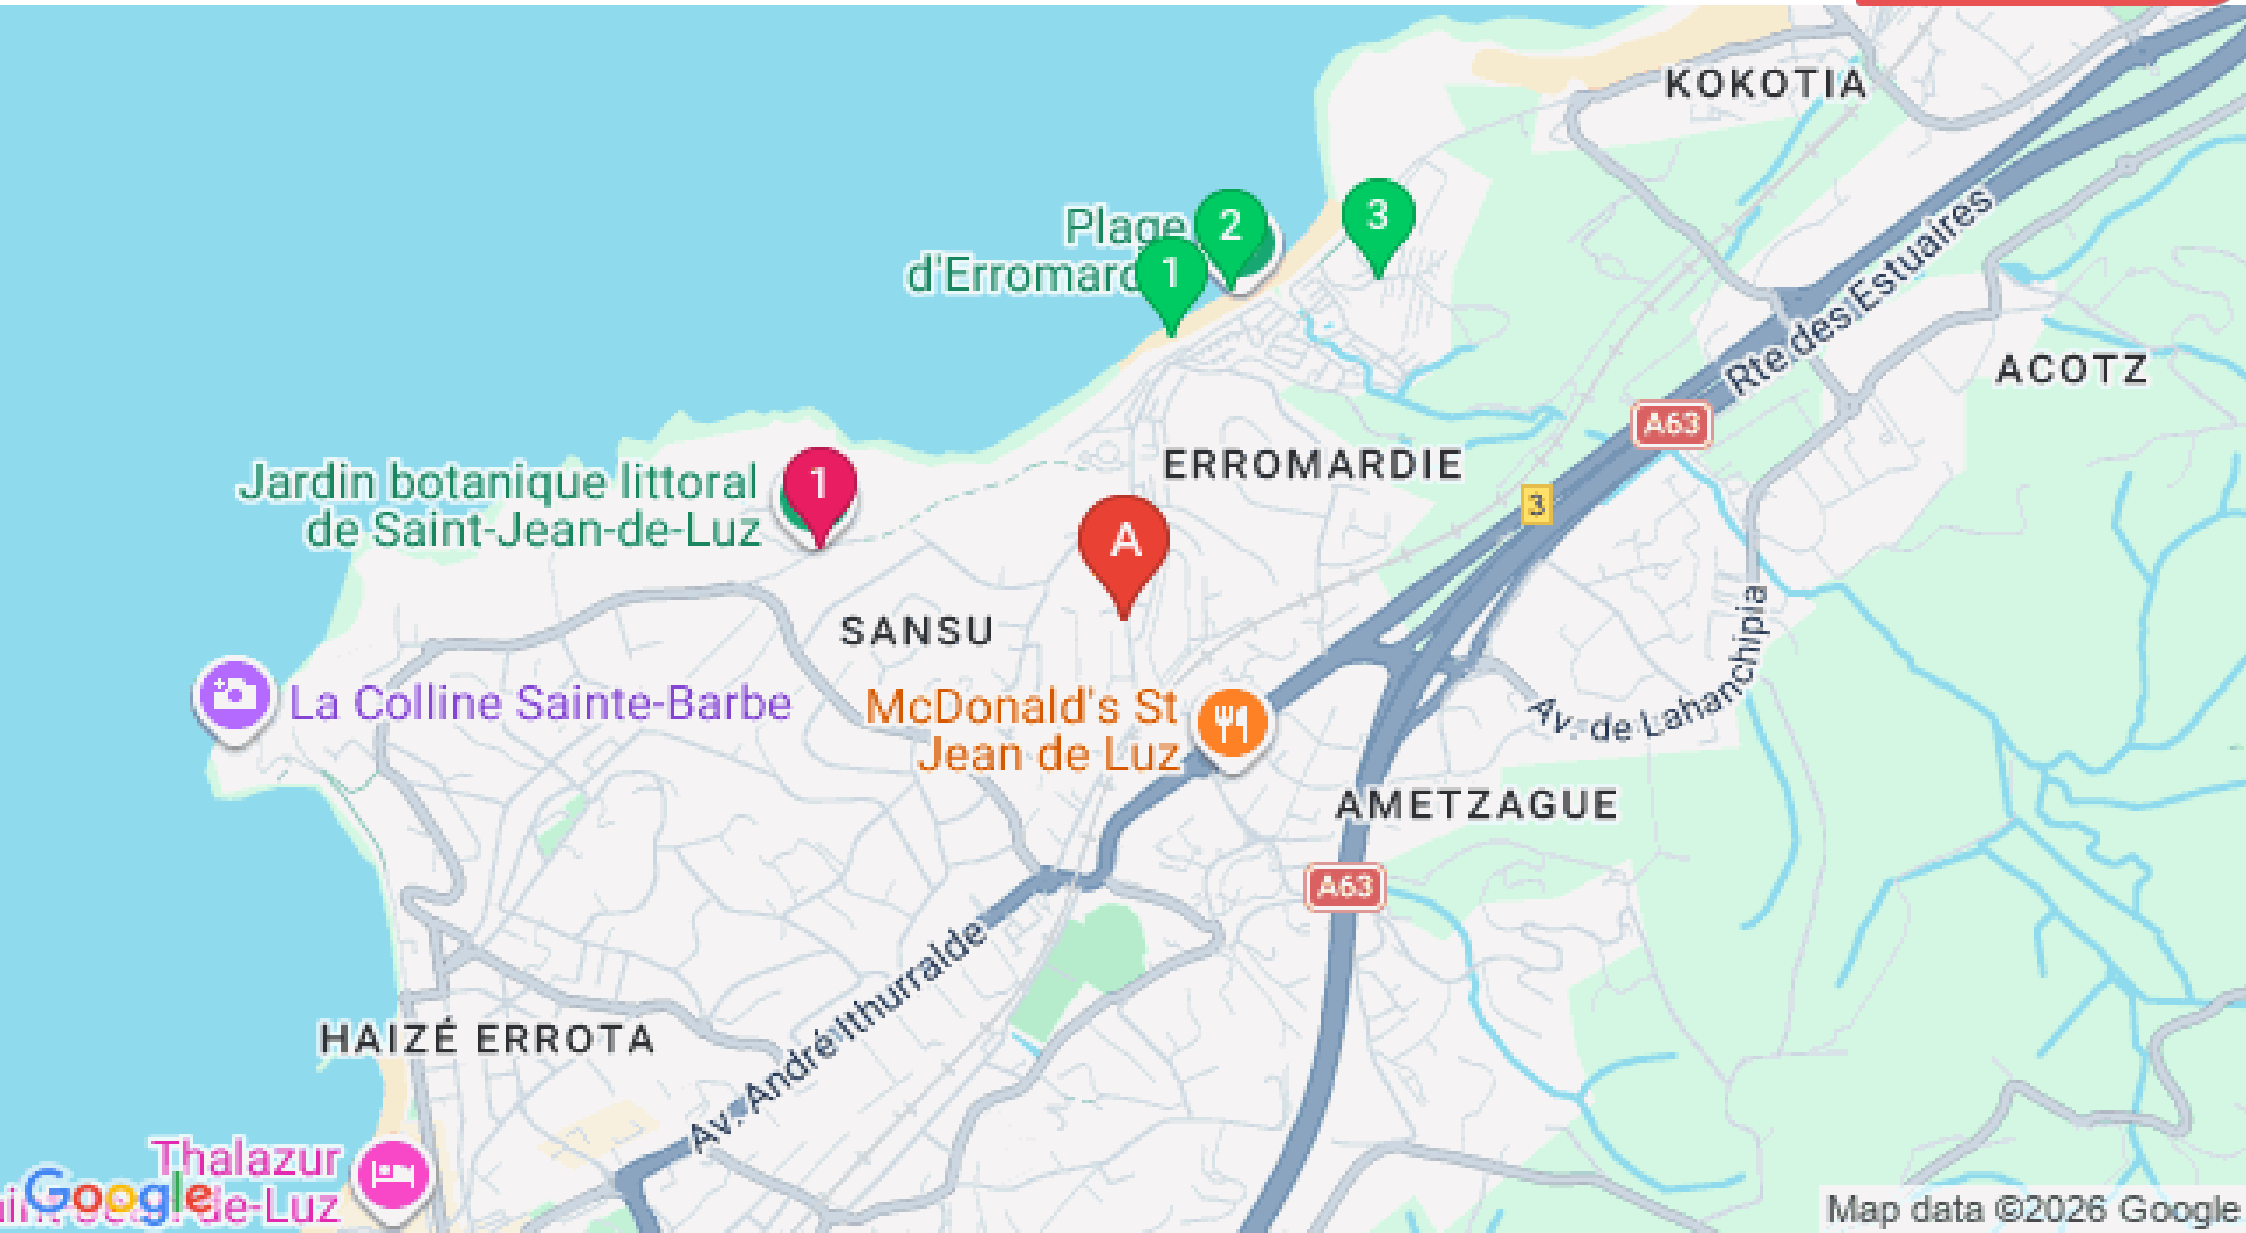 KOKOTIA
Plage
2
3
d'Erromard
1
Rte des Estuaires
ACOTZ
A63
ERROMARDIE
Jardin botanique littoral
de Saint-Jean-de-Luz
1
3
A
SANSU
La Colline Sainte-Barbe
McDonald's St
Jean de Luz
Av. de Lahanchipia
AMETZAGUE
A63
Av. André Ithurralde
HAIZÉ ERROTA
Thalazur
de-Luz
Google
Map data ©2026 Google